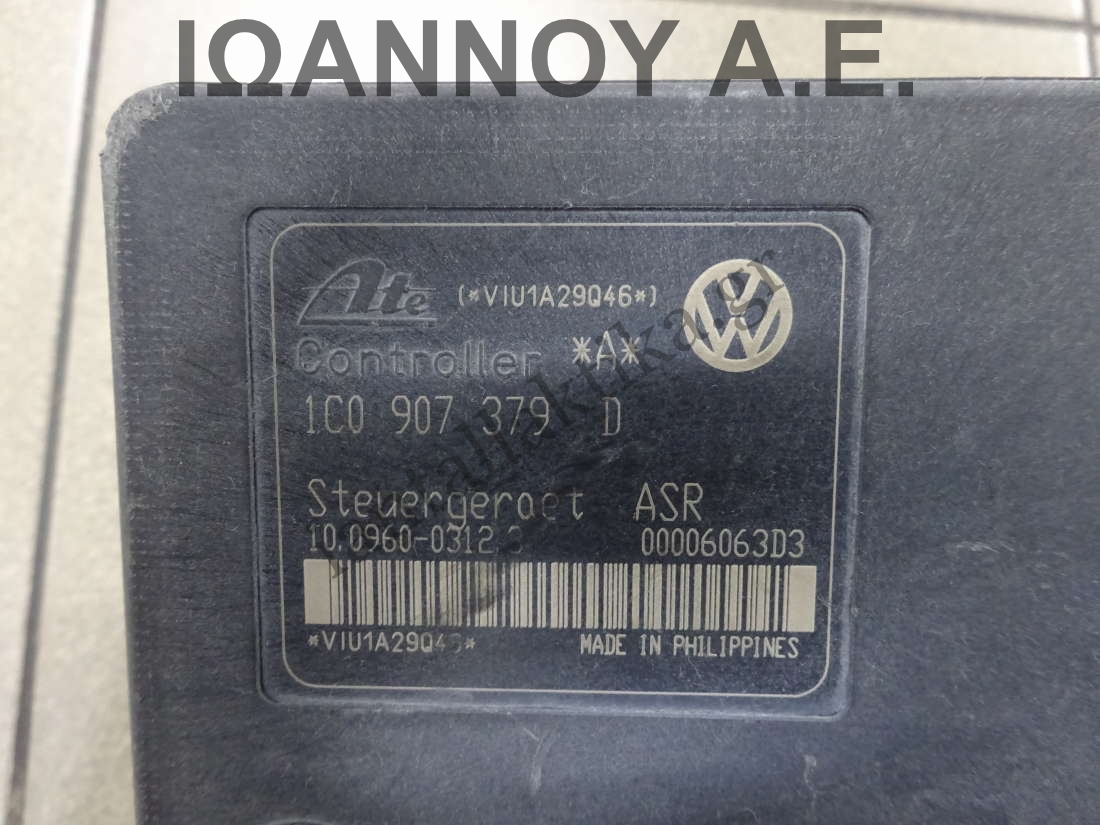 ΙΩΑΝΝΟΥ Α.Ε.
Ate (*VIU1A29Q46*)
Controller *A*
1C0 907 379 D
Steuergeraet ASR
10.0960-0312.3 00006063D3
*VIU1A29Q46* MADE IN PHILIPPINES